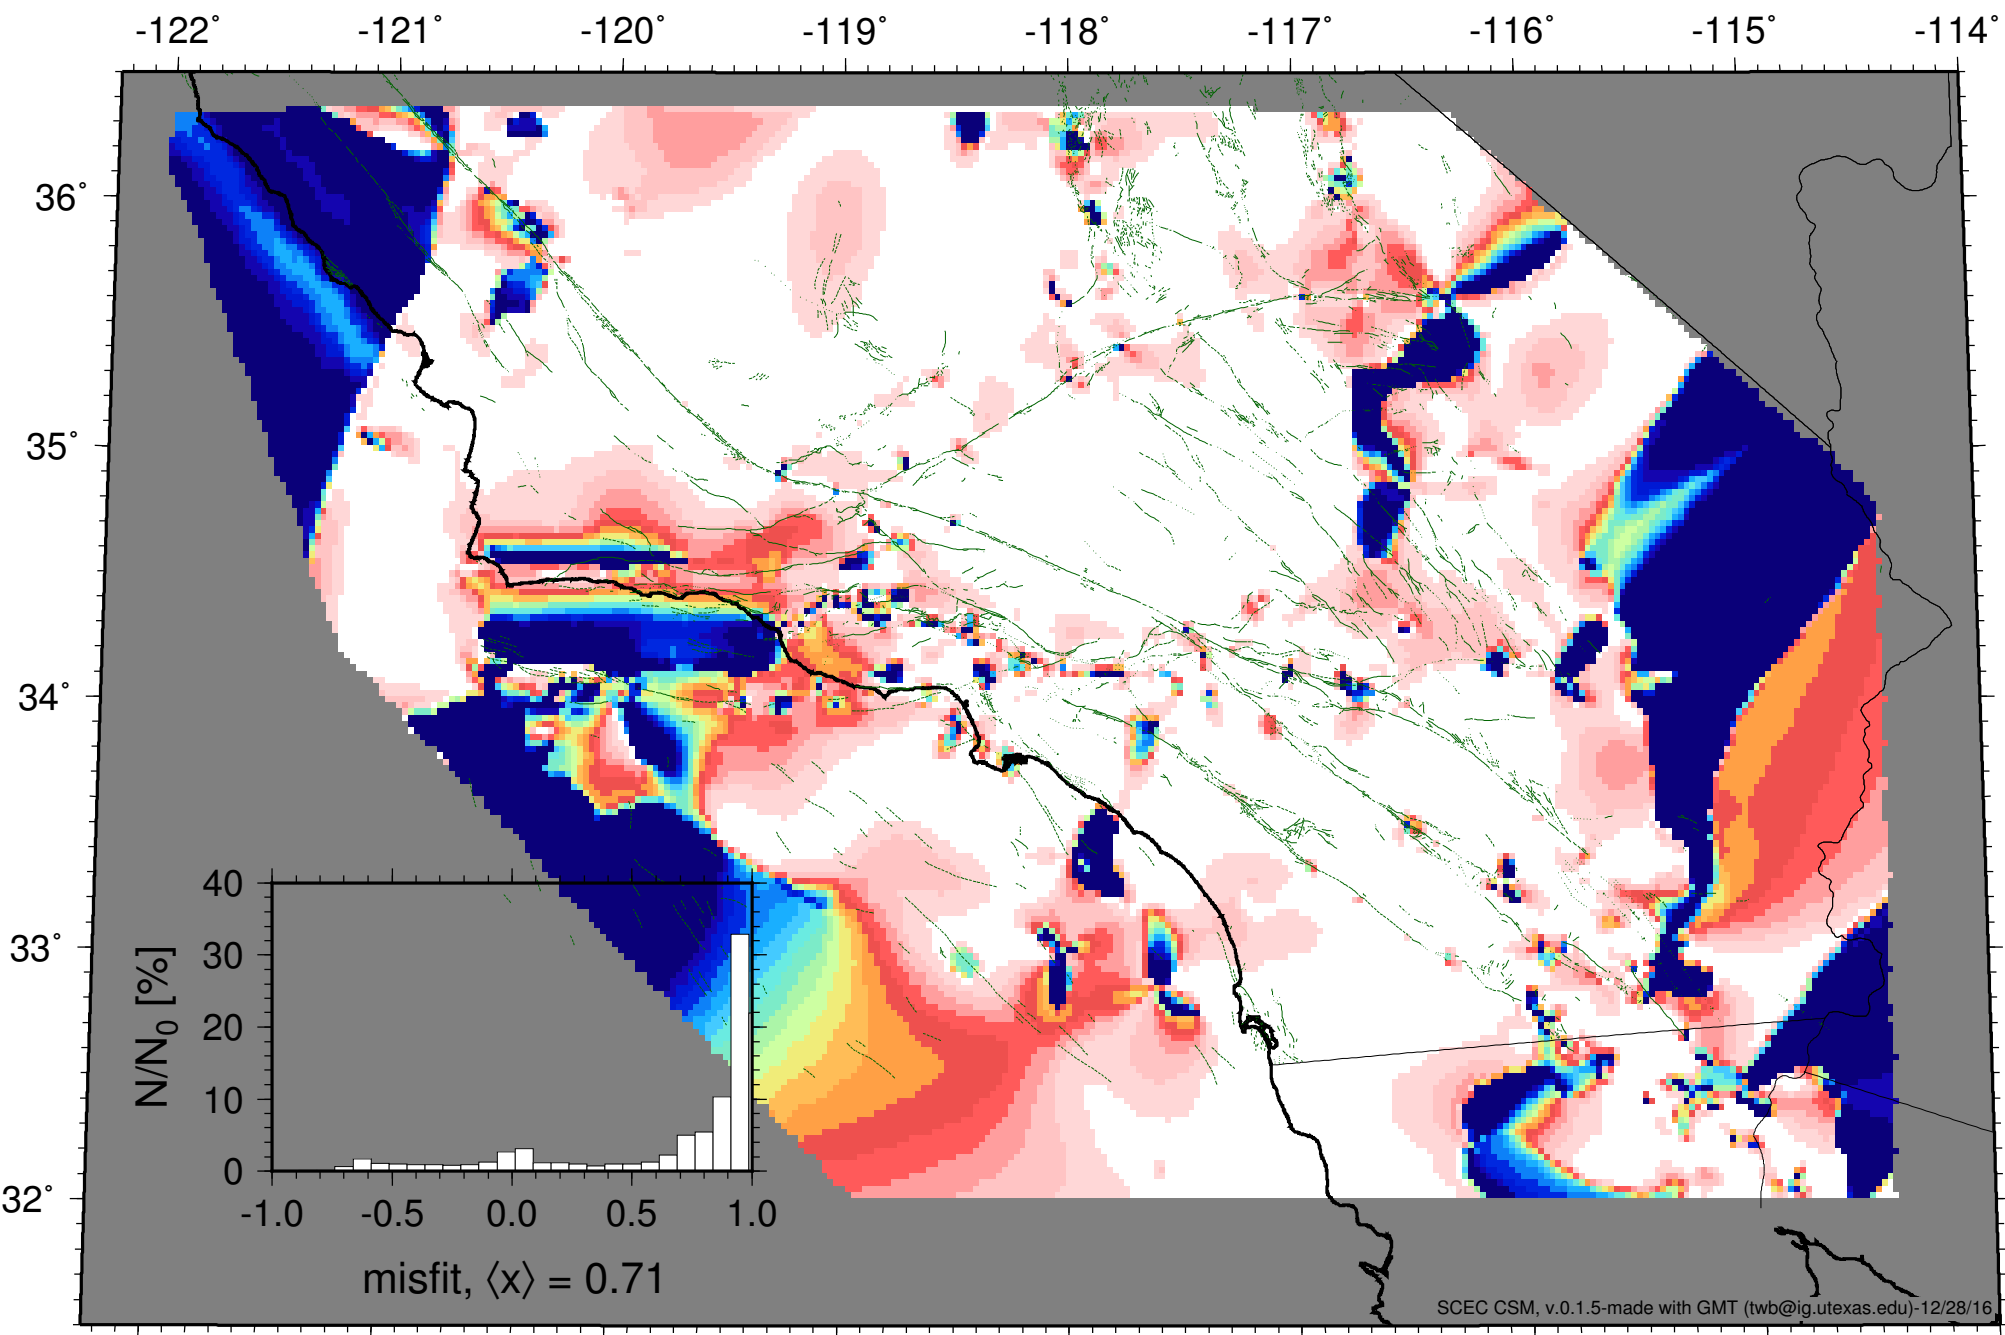 -122˚ -121˚ -120˚ -119˚ -118˚ -117˚ -116˚ -115˚ -114˚
36˚
35˚
34˚
33˚
32˚
40
30
20
10
0
N/N0 [%]
-1.0 -0.5 0.0 0.5 1.0
misfit, ⟨x⟩ = 0.71
SCEC CSM, v.0.1.5-made with GMT (twb@ig.utexas.edu)-12/28/16